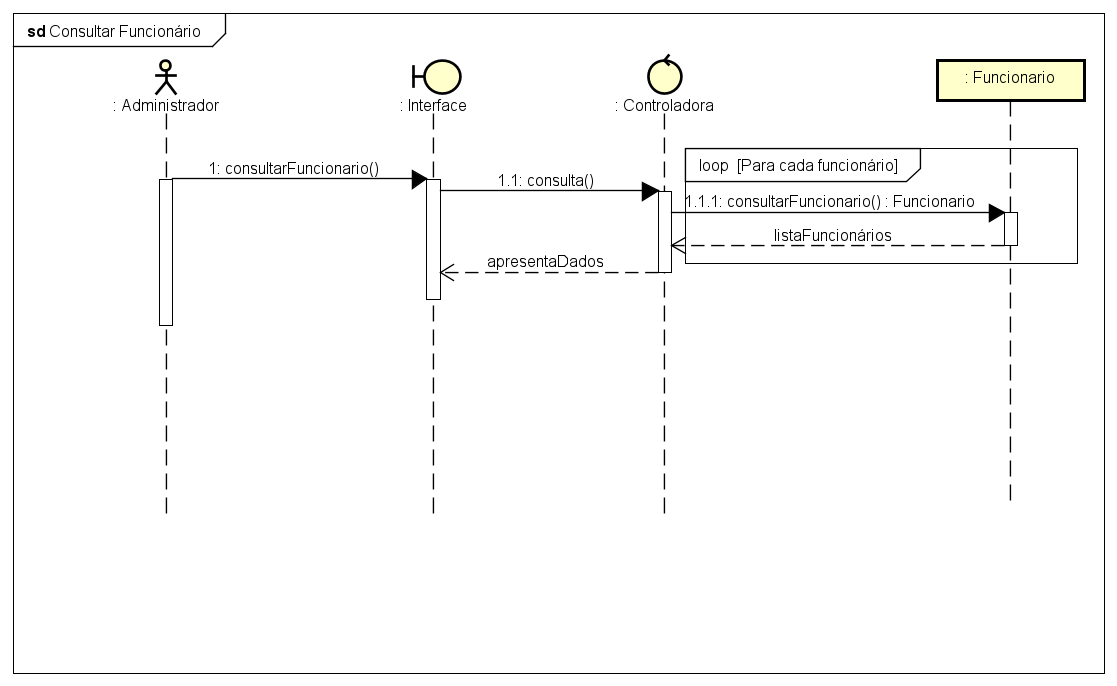 sd Consultar Funcionário
: Administrador
: Interface
: Controladora
: Funcionario
loop [Para cada funcionário]
1: consultarFuncionario()
1.1: consulta()
1.1.1: consultarFuncionario() : Funcionario
listaFuncionários
apresentaDados